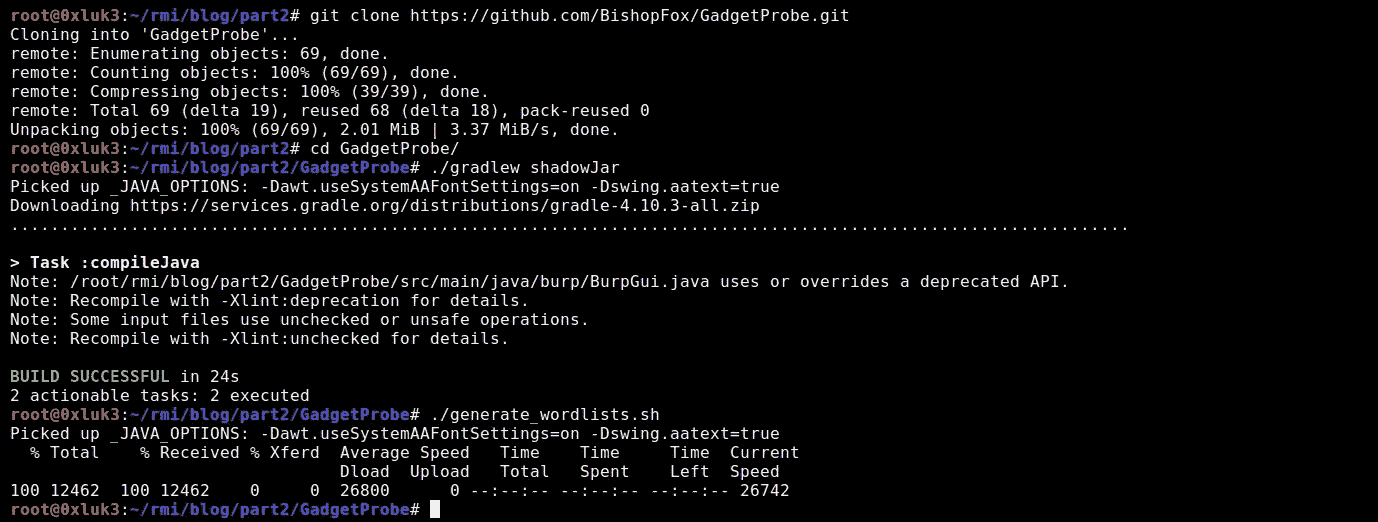 root@0xluk3:~/rmi/blog/part2# git clone https://github.com/BishopFox/GadgetProbe.git
Cloning into 'GadgetProbe'...
remote: Enumerating objects: 69, done.
remote: Counting objects: 100% (69/69), done.
remote: Compressing objects: 100% (39/39), done.
remote: Total 69 (delta 19), reused 68 (delta 18), pack-reused 0
Unpacking objects: 100% (69/69), 2.01 MiB | 3.37 MiB/s, done.
root@0xluk3:~/rmi/blog/part2# cd GadgetProbe/
root@0xluk3:~/rmi/blog/part2/GadgetProbe# ./gradlew shadowJar
Picked up _JAVA_OPTIONS: -Dawt.useSystemAAFontSettings=on -Dswing.aatext=true
Downloading https://services.gradle.org/distributions/gradle-4.10.3-all.zip
................................................................................................................

> Task :compileJava
Note: /root/rmi/blog/part2/GadgetProbe/src/main/java/burp/BurpGui.java uses or overrides a deprecated API.
Note: Recompile with -Xlint:deprecation for details.
Note: Some input files use unchecked or unsafe operations.
Note: Recompile with -Xlint:unchecked for details.

BUILD SUCCESSFUL in 24s
2 actionable tasks: 2 executed
root@0xluk3:~/rmi/blog/part2/GadgetProbe# ./generate_wordlists.sh
Picked up _JAVA_OPTIONS: -Dawt.useSystemAAFontSettings=on -Dswing.aatext=true
  % Total    % Received % Xferd  Average Speed   Time    Time     Time  Current
                                 Dload  Upload   Total   Spent    Left  Speed
100 12462  100 12462    0     0  26800      0 --:--:-- --:--:-- --:--:-- 26742
root@0xluk3:~/rmi/blog/part2/GadgetProbe#